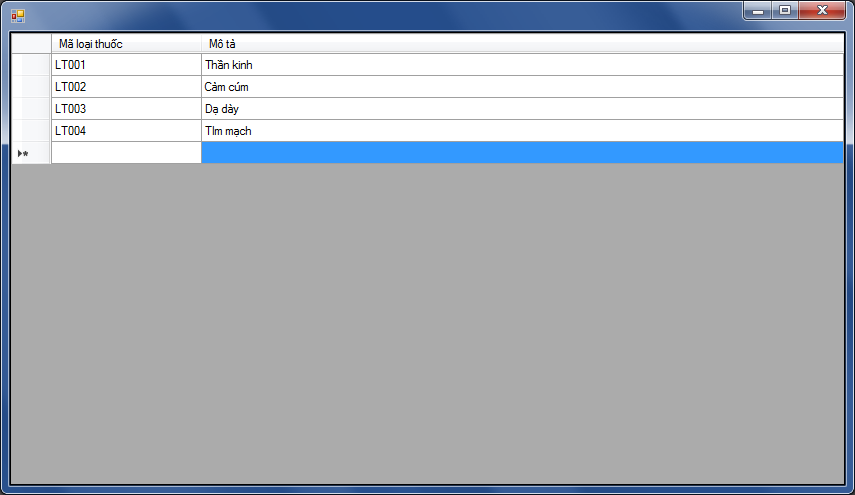 Mã loại thuốc Mô tả
LT001 Thần kinh
LT002 Cảm cúm
LT003 Dạ dày
LT004 TIm mạch